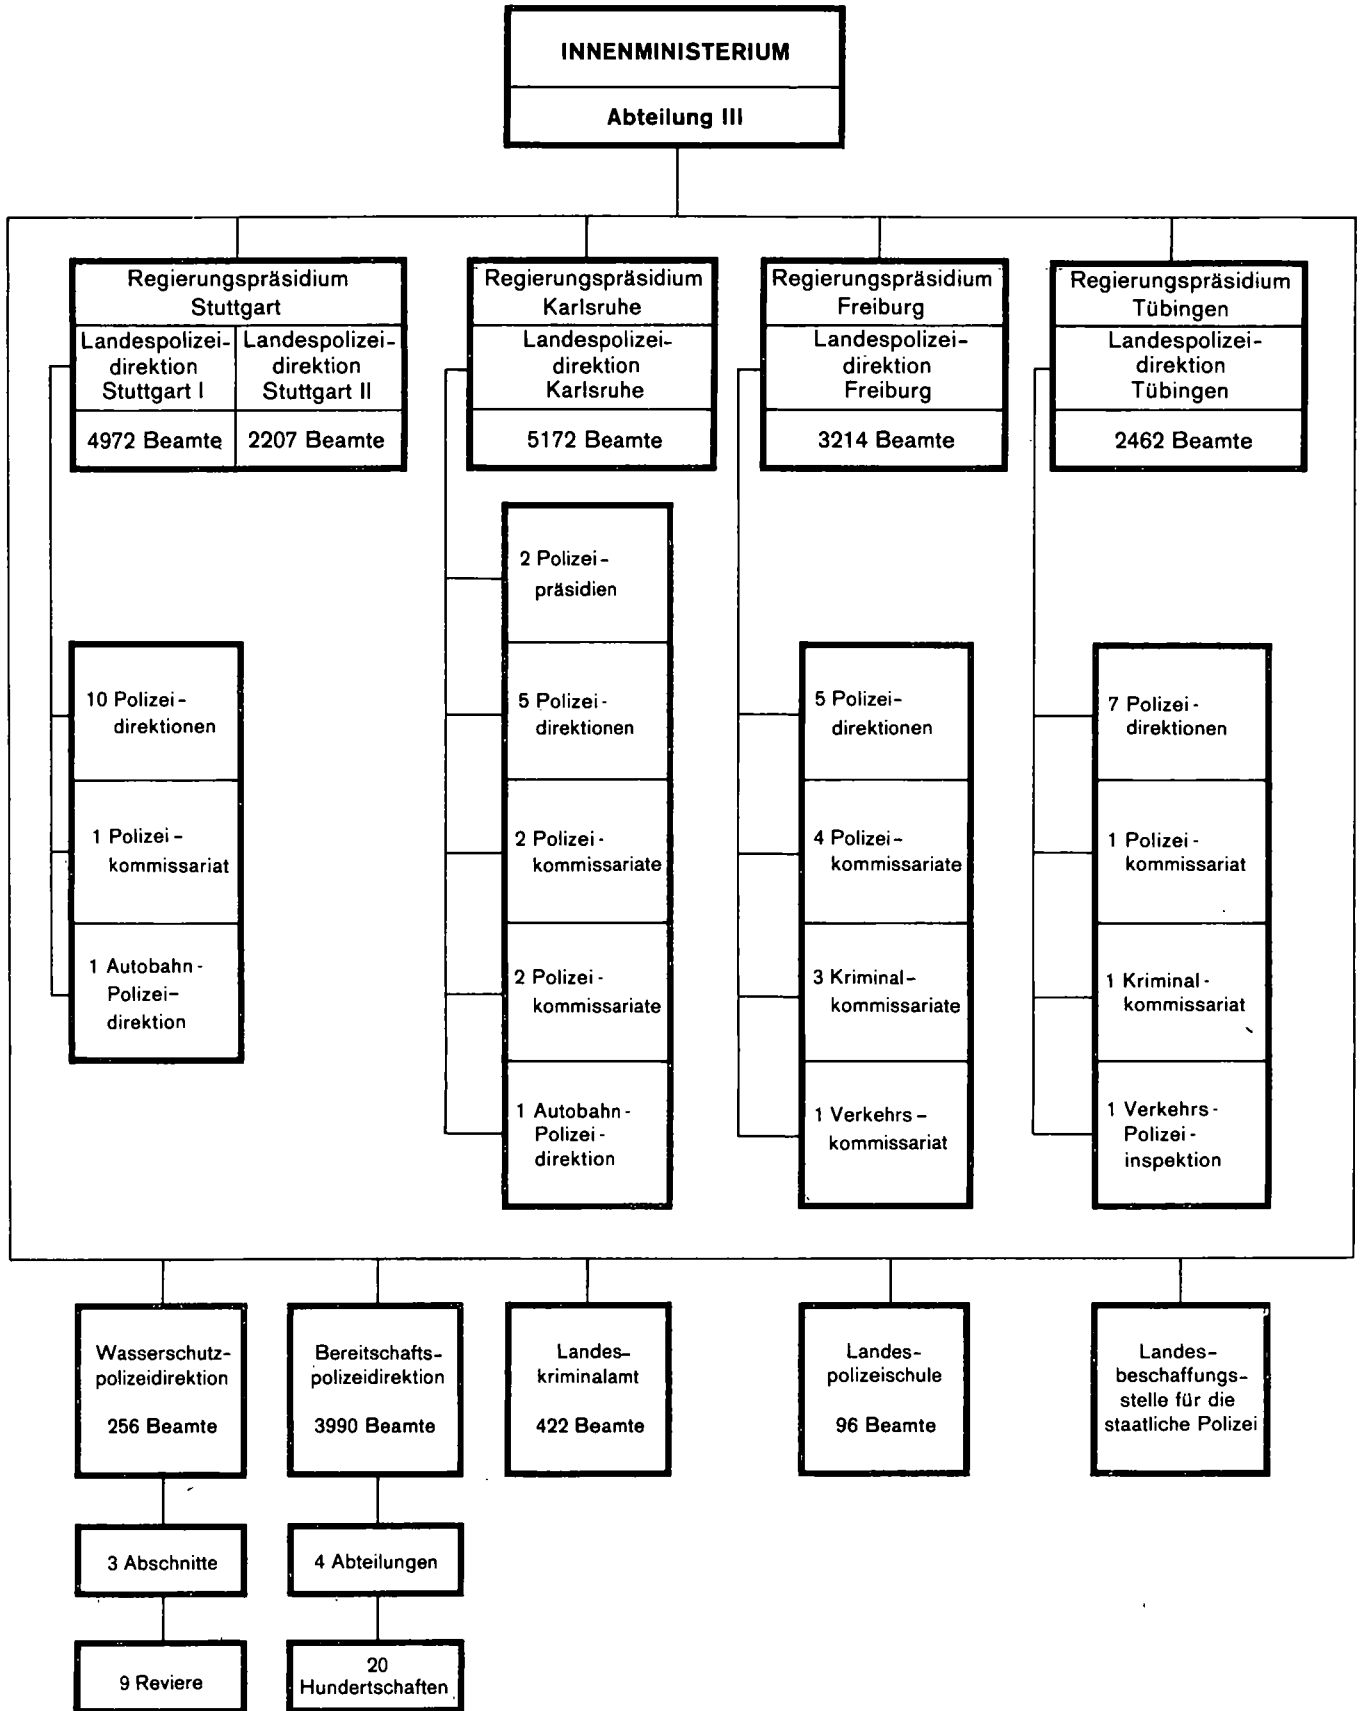 INNENMINISTERIUM
Abteilung III
Regierungspräsidium
Stuttgart
Landespolizei-
direktion
Stuttgart I
4972 Beamte
Landespolizei-
direktion
Stuttgart II
2207 Beamte
10 Polizei-
direktionen
1 Polizei-
kommissariat
1 Autobahn-
Polizei-
direktion
Regierungspräsidium
Karlsruhe
Landespolizei-
direktion
Karlsruhe
5172 Beamte
2 Polizei-
präsidien
5 Polizei-
direktionen
2 Polizei-
kommissariate
2 Polizei-
kommissariate
1 Autobahn-
Polizei-
direktion
Regierungspräsidium
Freiburg
Landespolizei-
direktion
Freiburg
3214 Beamte
5 Polizei-
direktionen
4 Polizei-
kommissariate
3 Kriminal-
kommissariate
1 Verkehrs-
kommissariat
Regierungspräsidium
Tübingen
Landespolizei-
direktion
Tübingen
2462 Beamte
7 Polizei-
direktionen
1 Polizei-
kommissariat
1 Kriminal-
kommissariat
1 Verkehrs-
Polizei-
inspektion
Wasserschutz-
polizeidirektion
256 Beamte
3 Abschnitte
9 Reviere
Bereitschafts-
polizeidirektion
3990 Beamte
4 Abteilungen
20
Hundertschaften
Landes-
kriminalamt
422 Beamte
Landes-
polizeischule
96 Beamte
Landes-
beschaffungs-
stelle für die
staatliche Polizei